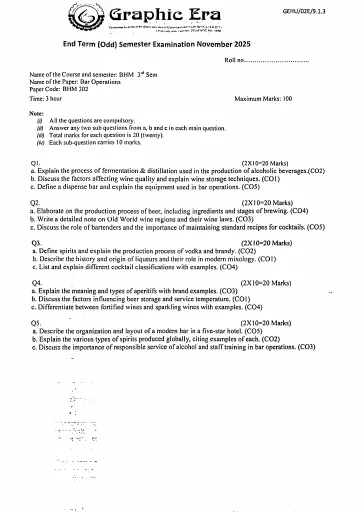 Graphic Era
GEHU/02E/9.1.3
End Term (Odd) Semester Examination November 2025
Roll no................................
Name of the Course and semester: BHM 3rd Sem
Name of the Paper: Bar Operations
Paper Code: BHM 302
Time: 3 hour Maximum Marks: 100
Note:
(i) All the questions are compulsory.
(ii) Answer any two sub questions from a, b and c in each main question.
(iii) Total marks for each question is 20 (twenty).
(iv) Each sub-question carries 10 marks.
Q1. (2X10=20 Marks)
a. Explain the process of fermentation & distillation used in the production of alcoholic beverages.(CO2)
b. Discuss the factors affecting wine quality and explain wine storage techniques. (CO1)
c. Define a dispense bar and explain the equipment used in bar operations. (CO5)
Q2. (2X10=20 Marks)
a. Elaborate on the production process of beer, including ingredients and stages of brewing. (CO4)
b. Write a detailed note on Old World wine regions and their wine laws. (CO3)
c. Discuss the role of bartenders and the importance of maintaining standard recipes for cocktails. (CO5)
Q3. (2X10=20 Marks)
a. Define spirits and explain the production process of vodka and brandy. (CO2)
b. Describe the history and origin of liqueurs and their role in modern mixology. (CO1)
c. List and explain different cocktail classifications with examples. (CO4)
Q4. (2X10=20 Marks)
a. Explain the meaning and types of aperitifs with brand examples. (CO3)
b. Discuss the factors influencing beer storage and service temperature. (CO1)
c. Differentiate between fortified wines and sparkling wines with examples. (CO4)
Q5. (2X10=20 Marks)
a. Describe the organization and layout of a modern bar in a five-star hotel. (CO5)
b. Explain the various types of spirits produced globally, citing examples of each. (CO2)
c. Discuss the importance of responsible service of alcohol and staff training in bar operations. (CO3)